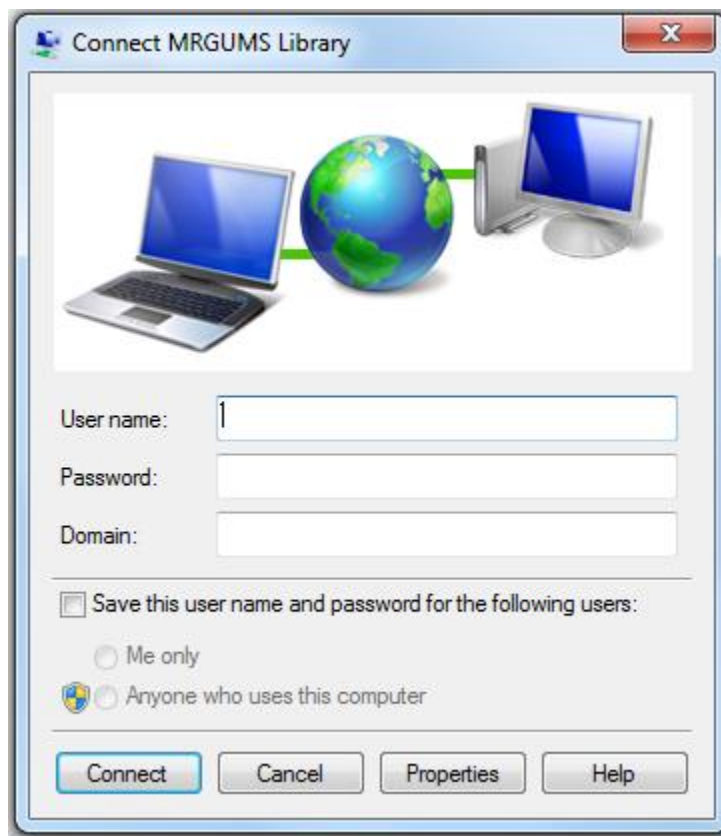 Connect MRGUMS Library
User name:
1
Password:
Domain:
Save this user name and password for the following users:
Me only
Anyone who uses this computer
Connect Cancel Properties Help